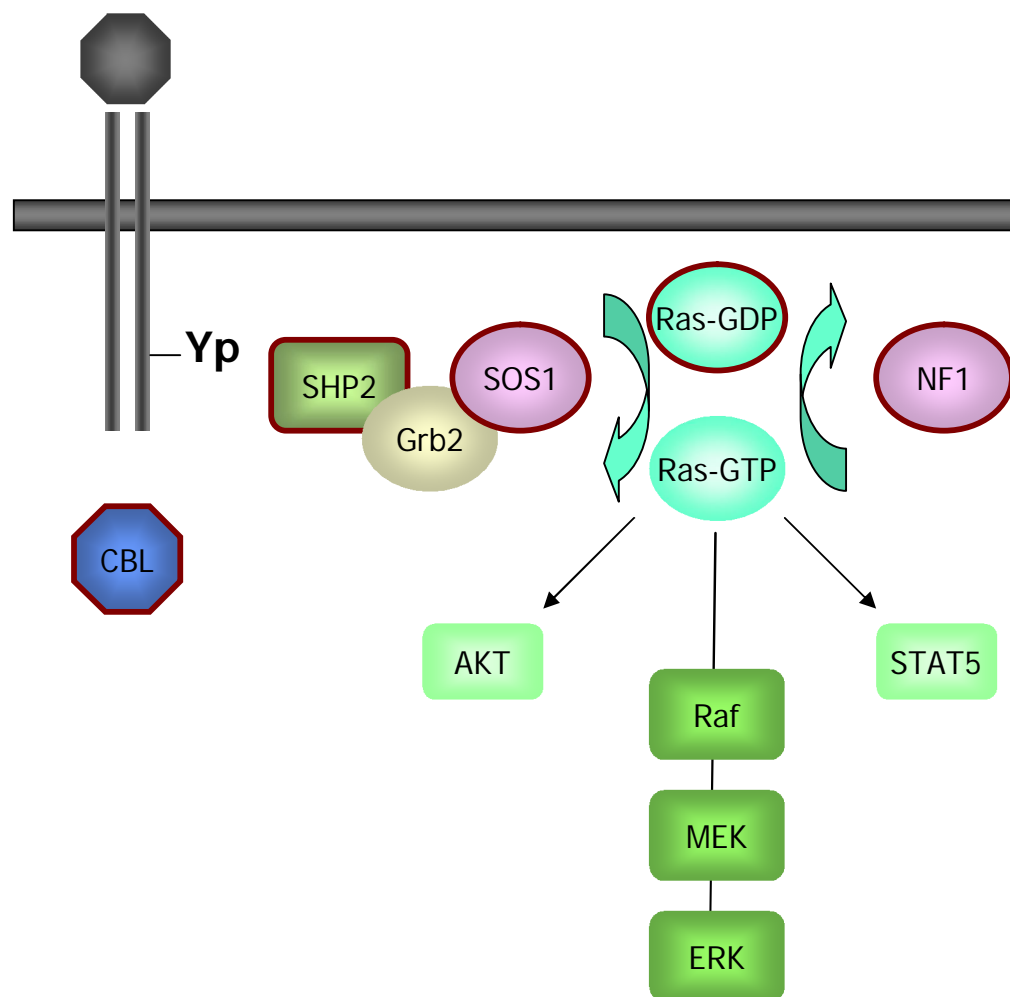 Ras-GDP
Yp
SHP2
SOS1
NF1
Grb2
Ras-GTP
CBL
AKT
STAT5
Raf
MEK
ERK